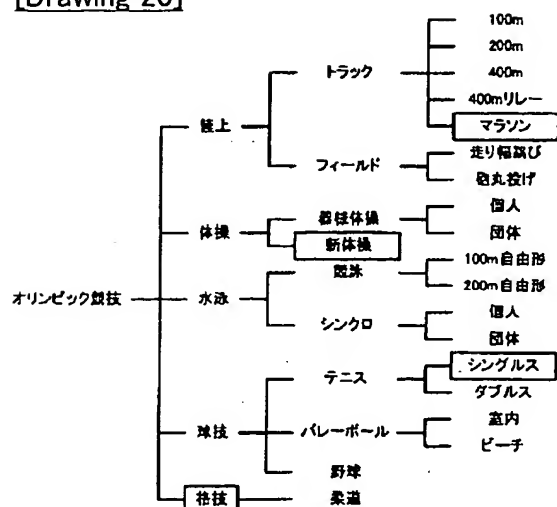 [Drawing 20]
100m
200m
トラック
400m
400mリレー
陸上
マラソン
走り幅跳び
フィールド
砲丸投げ
器械体操
個人
体操
団体
新体操
競泳
100m自由形
200m自由形
オリンピック競技
水泳
シンクロ
個人
団体
テニス
シングルス
ダブルス
球技
バレーボール
室内
ビーチ
野球
格技
柔道